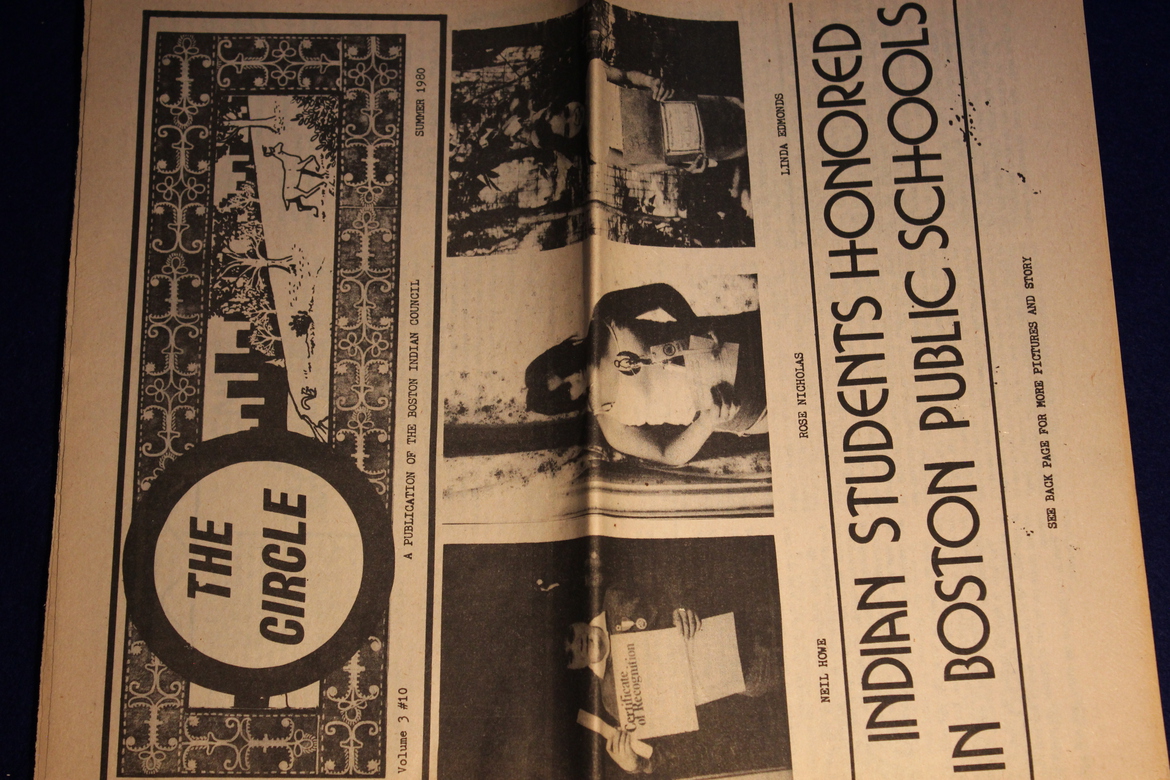 THE
CIRCLE
Volume 3 #10
A PUBLICATION OF THE BOSTON INDIAN COUNCIL
SUMMER 1980
Certificate
of Recognition
NEIL HOWE
ROSE NICHOLAS
LINDA EDMONDS
INDIAN STUDENTS HONORED
IN BOSTON PUBLIC SCHOOLS
SEE BACK PAGE FOR MORE PICTURES AND STORY